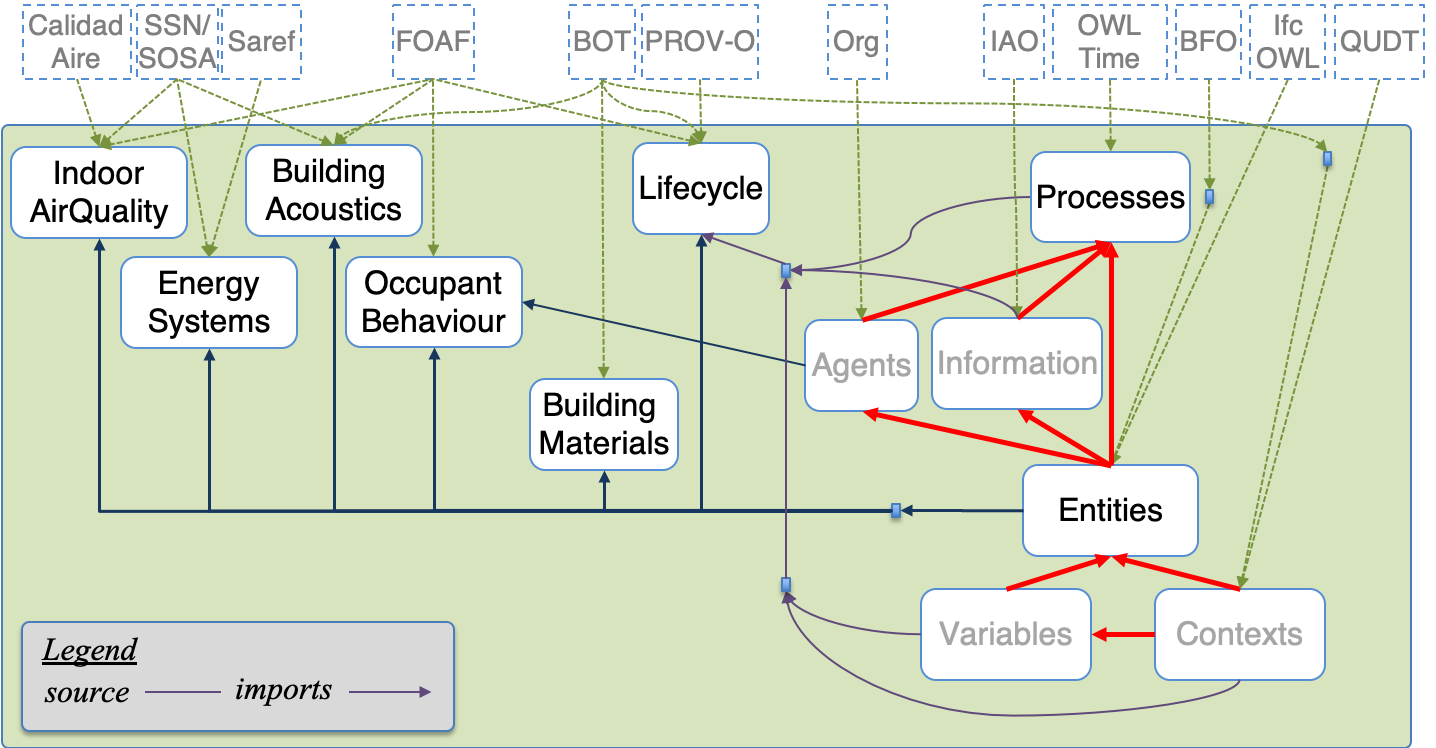 Calidad
Aire
SSN/
SOSA
Saref
FOAF
BOT
PROV-O
Org
IAO
OWL
Time
BFO
Ifc
OWL
QUDT
Indoor
AirQuality
Building
Acoustics
Lifecycle
Processes
Energy
Systems
Occupant
Behaviour
Agents
Information
Building
Materials
Entities
Variables
Contexts
Legend
source imports